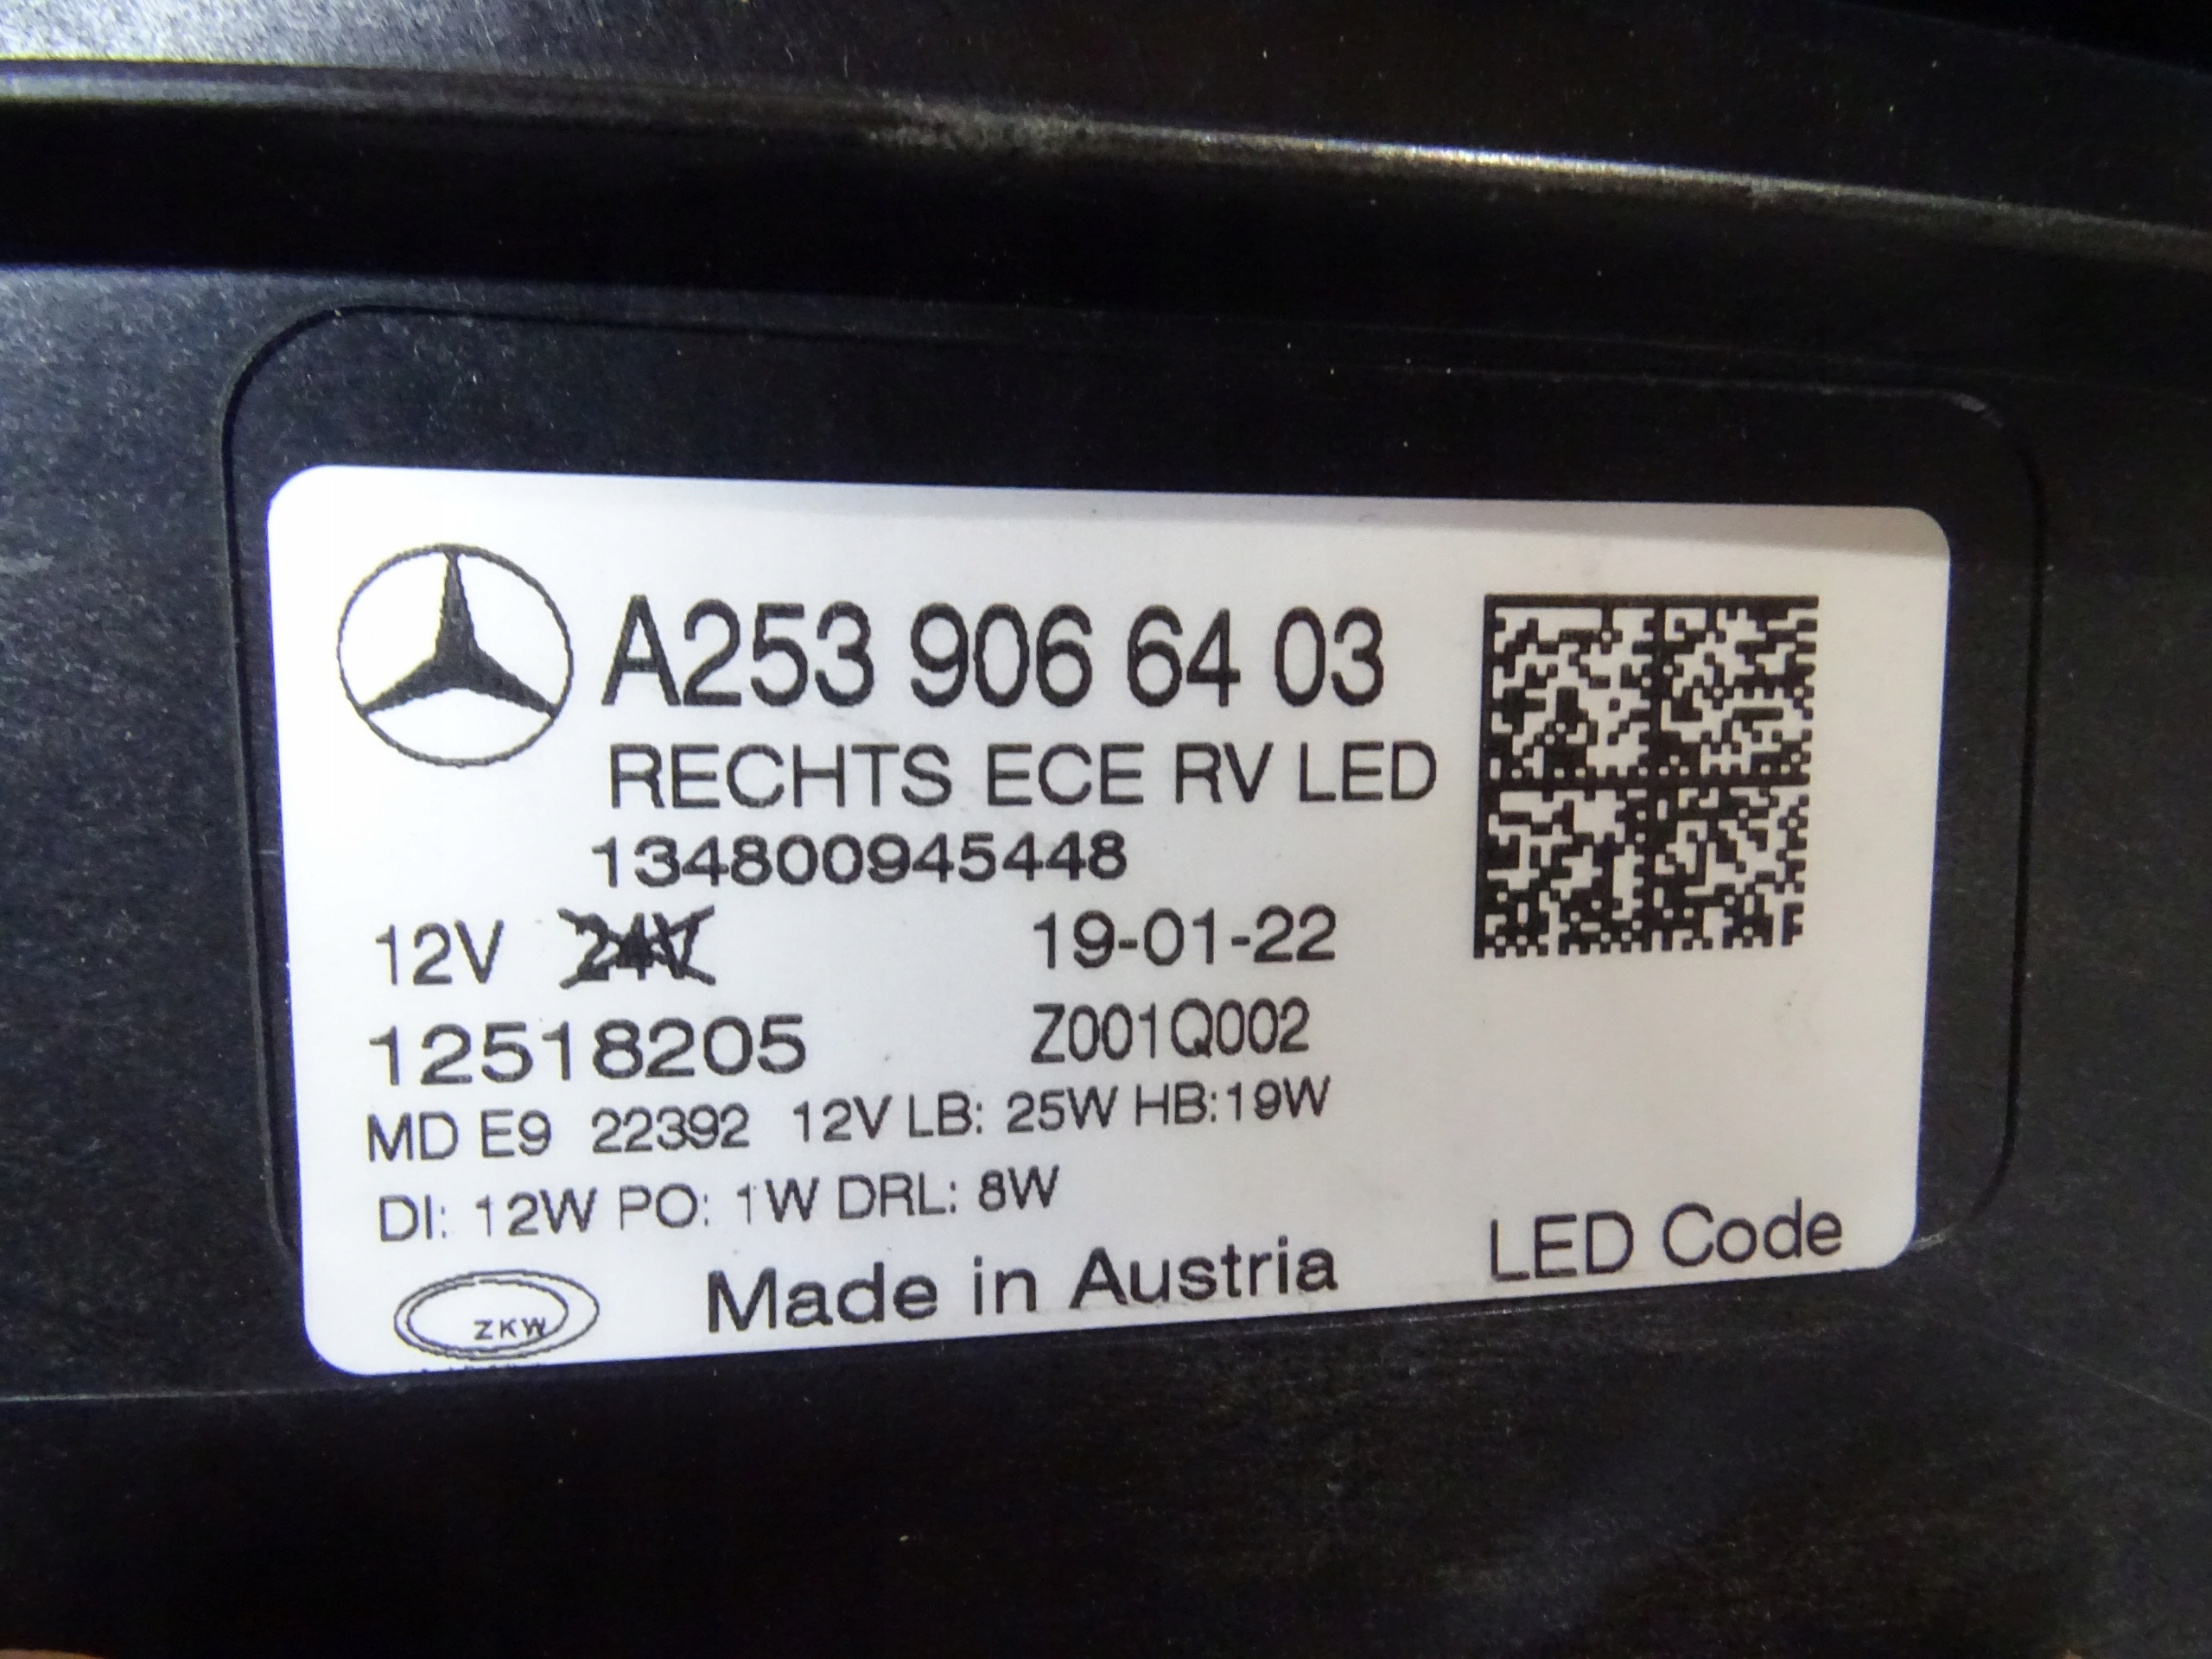 A253 906 64 03
RECHTS ECE RV LED
134800945448
12V 24V 19-01-22
12518205 Z001Q002
MD E9 22392 12V LB: 25W HB:19W
DI: 12W PO: 1W DRL: 8W
ZKW Made in Austria LED Code